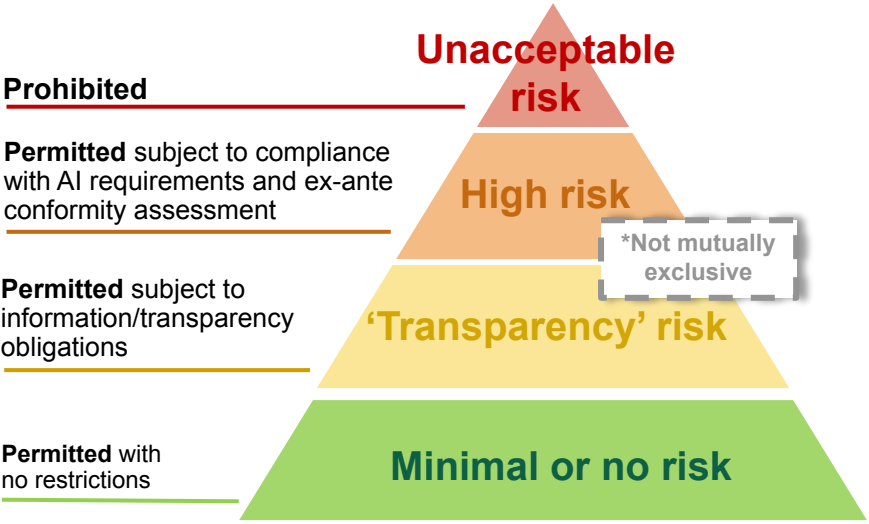 Unacceptable
risk
Prohibited
Permitted subject to compliance
with AI requirements and ex-ante
conformity assessment
High risk
*Not mutually
exclusive
Permitted subject to
information/transparency
obligations
‘Transparency’ risk
Permitted with
no restrictions
Minimal or no risk